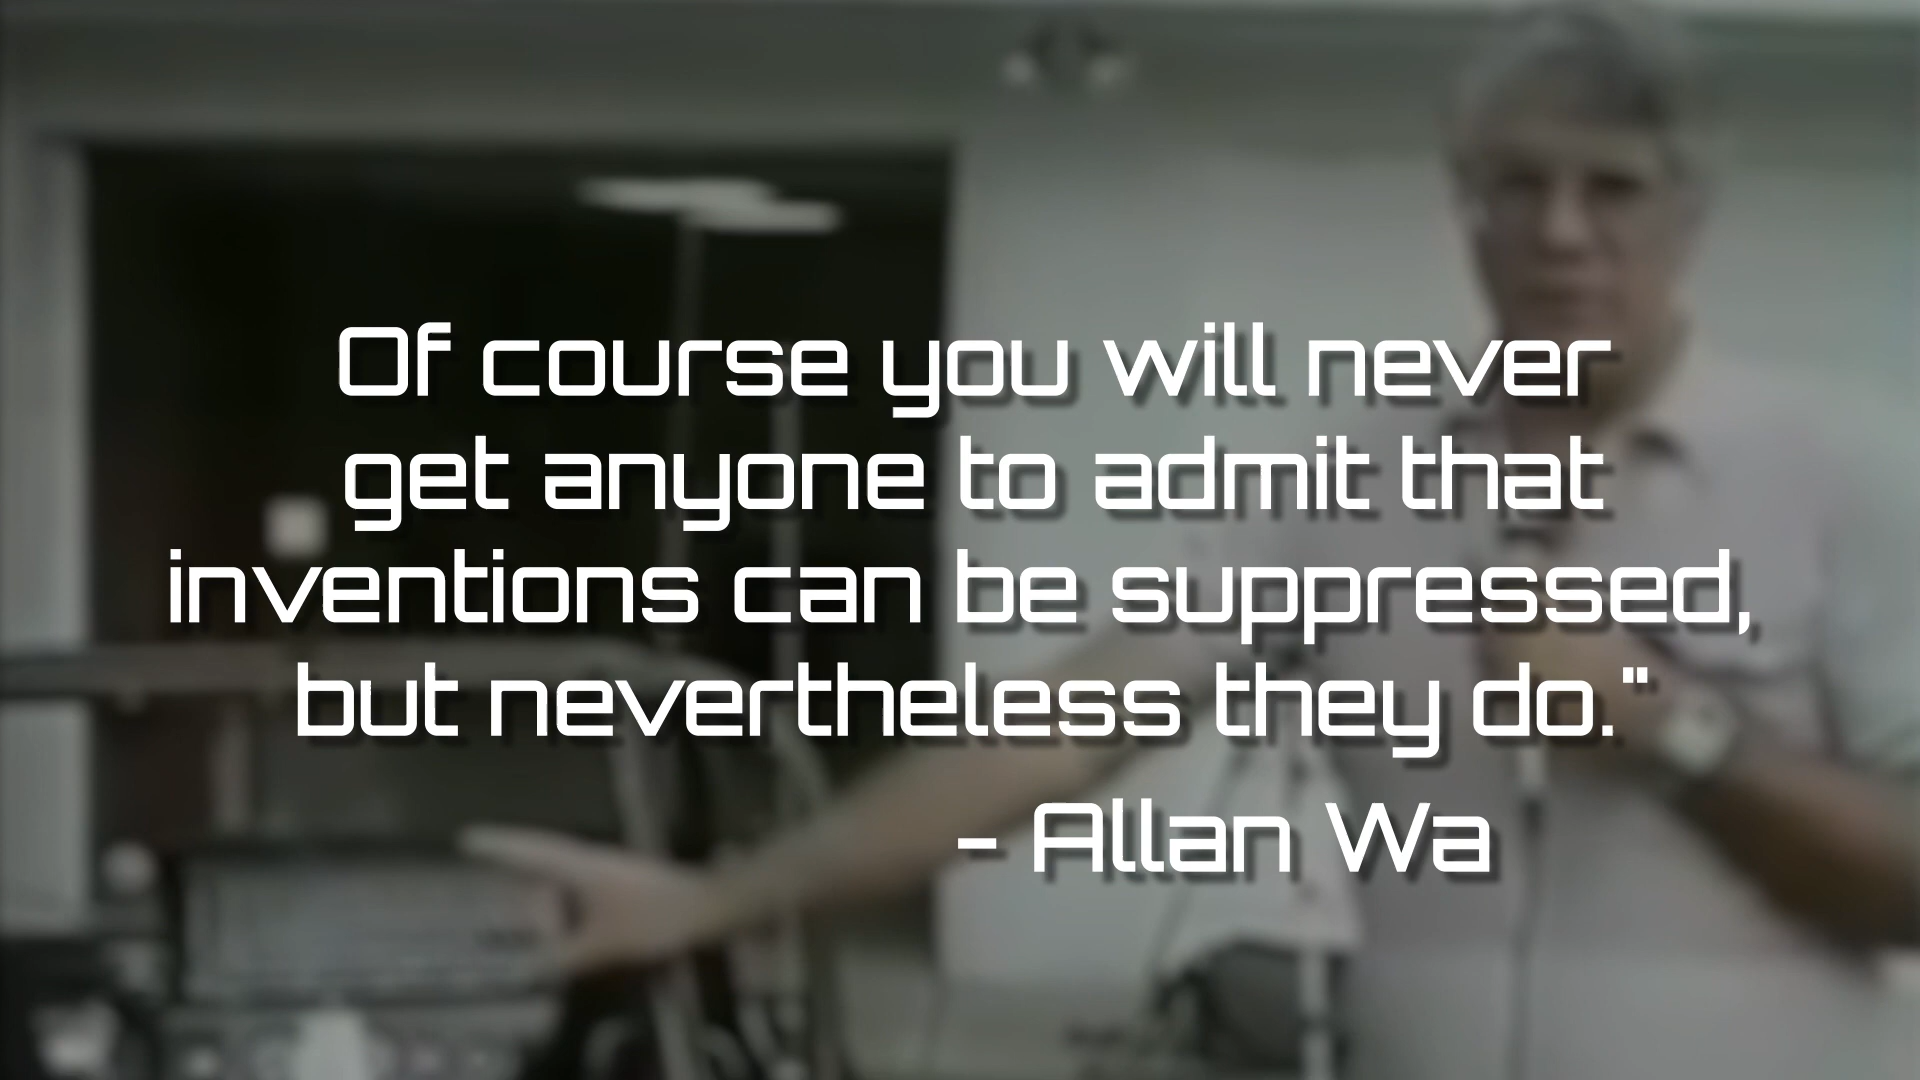 Of course you will never
get anyone to admit that
inventions can be suppressed,
but nevertheless they do."
- Allan Wa